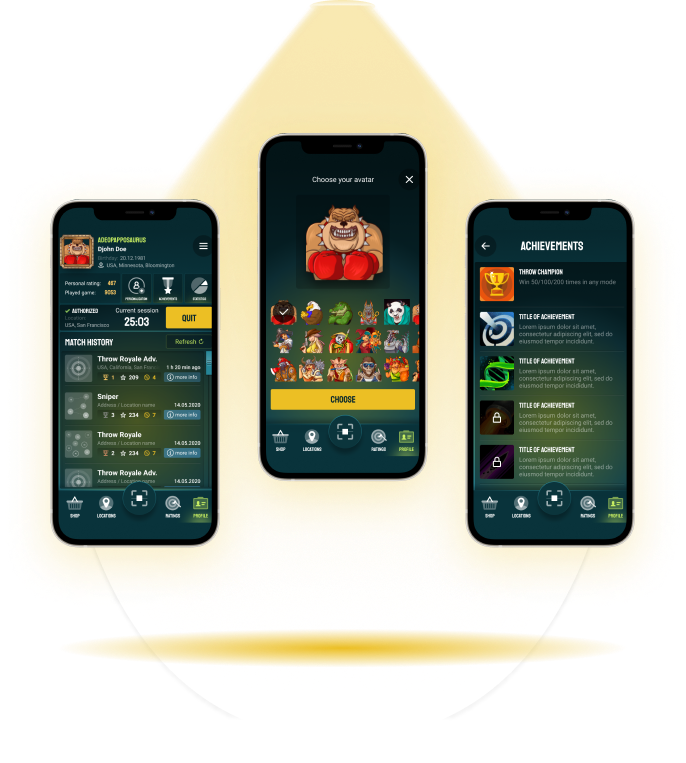 ADEOPAPPOSAURUS
Djohn Doe
Birthday: 20.12.1981
USA, Minnesota, Bloomington
Personal rating: 467
Played game: 9053
PERSONALIZATION
ACHIEVEMENTS
STATISTICS
AUTHORIZED
Location:
USA, San Francisco
Current session
25:03
QUIT
MATCH HISTORY
Refresh
Throw Royale Adv.
USA, California, San Fior.
1 h 20 min ago
1 209 4
more info
Sniper
Address / Location name
14.05.2020
3 234 7
more info
Throw Royale
Address / Location name
14.05.2020
2 234 6
more info
Throw Royale Adv.
Address / Location name
14.05.2020
SHOP
LOCATIONS
RATINGS
PROFILE
Choose your avatar
CHOOSE
SHOP
LOCATIONS
RATINGS
PROFILE
ACHIEVEMENTS
THROW CHAMPION
Win 50/100/200 times in any mode
TITLE OF ACHIEVEMENT
Lorem ipsum dolor sit amet,
consectetur adipiscing elit, sed do
eiusmod tempor incididunt.
TITLE OF ACHIEVEMENT
Lorem ipsum dolor sit amet,
consectetur adipiscing elit, sed do
eiusmod tempor incididunt.
TITLE OF ACHIEVEMENT
Lorem ipsum dolor sit amet,
consectetur adipiscing elit, sed do
eiusmod tempor incididunt.
TITLE OF ACHIEVEMENT
Lorem ipsum dolor sit amet,
consectetur adipiscing elit, sed do
eiusmod tempor incididunt.
SHOP
LOCATIONS
RATINGS
PROFILE